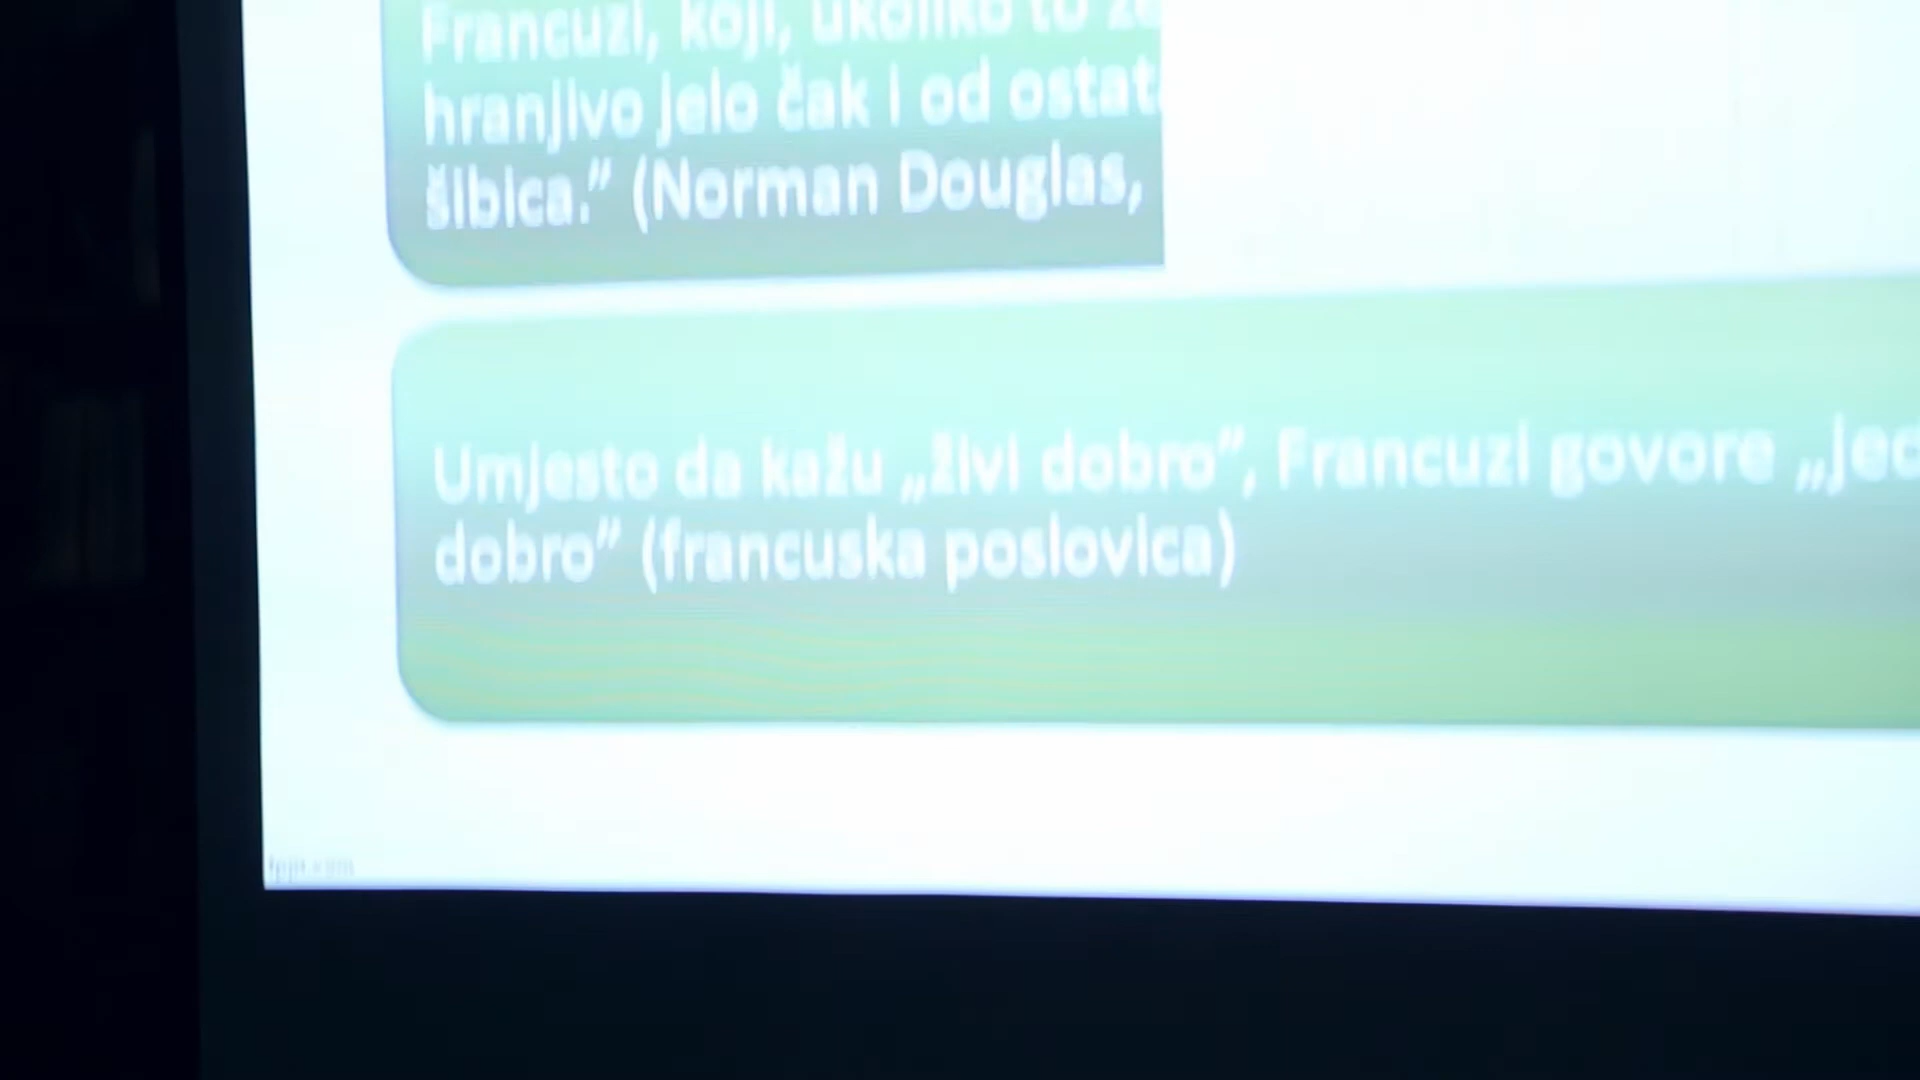 Francuzi, koji, ukoliko to
hranjivo jelo čak i od
šibica.” (Norman Douglas,
Umjesto da kažu „živi dobro”, Francuzi govore
dobro” (francuska poslovica)